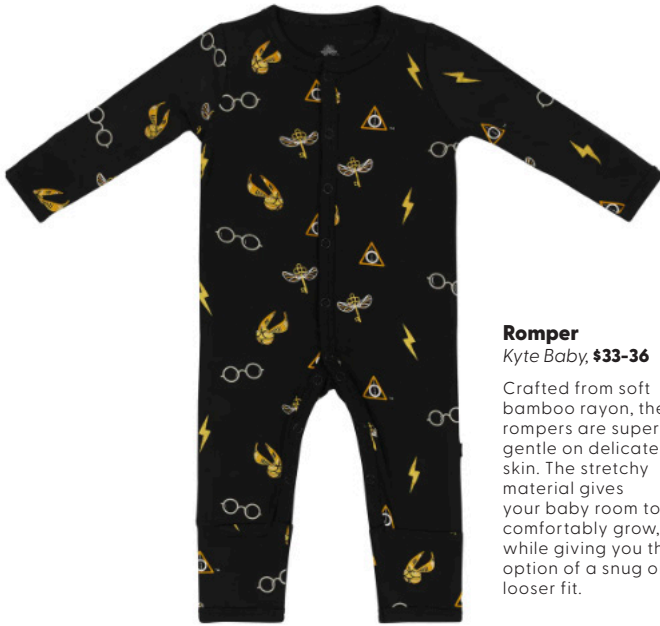 Romper
Kyte Baby, $33-36
Crafted from soft
bamboo rayon, the
rompers are super
gentle on delicate
skin. The stretchy
material gives
your baby room to
comfortably grow,
while giving you th
option of a snug o
looser fit.